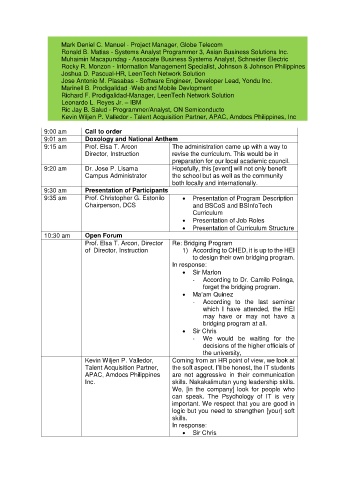 Mark Deniel C. Manuel - Project Manager, Globe Telecom
Ronald B. Matias - Systems Analyst Programmer 3, Asian Business Solutions Inc.
Muhamin Macapundag - Associate Business Systems Analyst, Schneider Electric
Rocky R. Monzon - Information Management Specialist, Johnson & Johnson Philippines
Joshua D. Pascual-HR, LeenTech Network Solution
Jose Antonio M. Plasabas - Software Engineer, Developer Lead, Yondu Inc.
Marinell B. Prodigalidad -Web and Mobile Devlopment
Richard F. Prodigalidad-Manager, LeenTech Network Solution
Leonardo L. Reyes Jr. – IBM
Ric Jay B. Salud - Programmer/Analyst, ON Semiconducto
Kevin Wiljen P. Valledor - Talent Acquisition Partner, APAC, Amdocs Philippines, Inc
9:00 am Call to order
9:01 am Doxology and National Anthem
9:15 am Prof. Elsa T. Arcon The administration came up with a way to
Director, Instruction revise the curriculum. This would be in
preparation for our local academic council.
9:20 am Dr. Jose P. Lisama Hopefully, this [event] will not only benefit
Campus Administrator the school but as well as the community
both locally and internationally.
9:30 am Presentation of Participants
9:35 am Prof. Christopher G. Estonilo • Presentation of Program Description
Chairperson, DCS and BSCoS and BSInfoTech
Curriculum
• Presentation of Job Roles
• Presentation of Curriculum Structure
10:30 am Open Forum
Prof. Elsa T. Arcon, Director Re: Bridging Program
of Director, Instruction 1) According to CHED, it is up to the HEI
to design their own bridging program.
In response:
• Sir Marlon
- According to Dr. Camilo Polinga,
forget the bridging program.
• Ma'am Quinez
- According to the last seminar
which I have attended, the HEI
may have or may not have a
bridging program at all.
• Sir Chris
- We would be waiting for the
decisions of the higher officials of
the university,
Kevin Wiljen P. Valledor, Coming from an HR point of view, we look at
Talent Acquisition Partner, the soft aspect. I'll be honest, the IT students
APAC, Amdocs Philippines are not aggressive in their communication
Inc. skills. Nakakalimutan yung leadership skills.
We, [in the company] look for people who
can speak. The Psychology of IT is very
important. We respect that you are good in
logic but you need to strengthen [your] soft
skills.
In response:
• Sir Chris